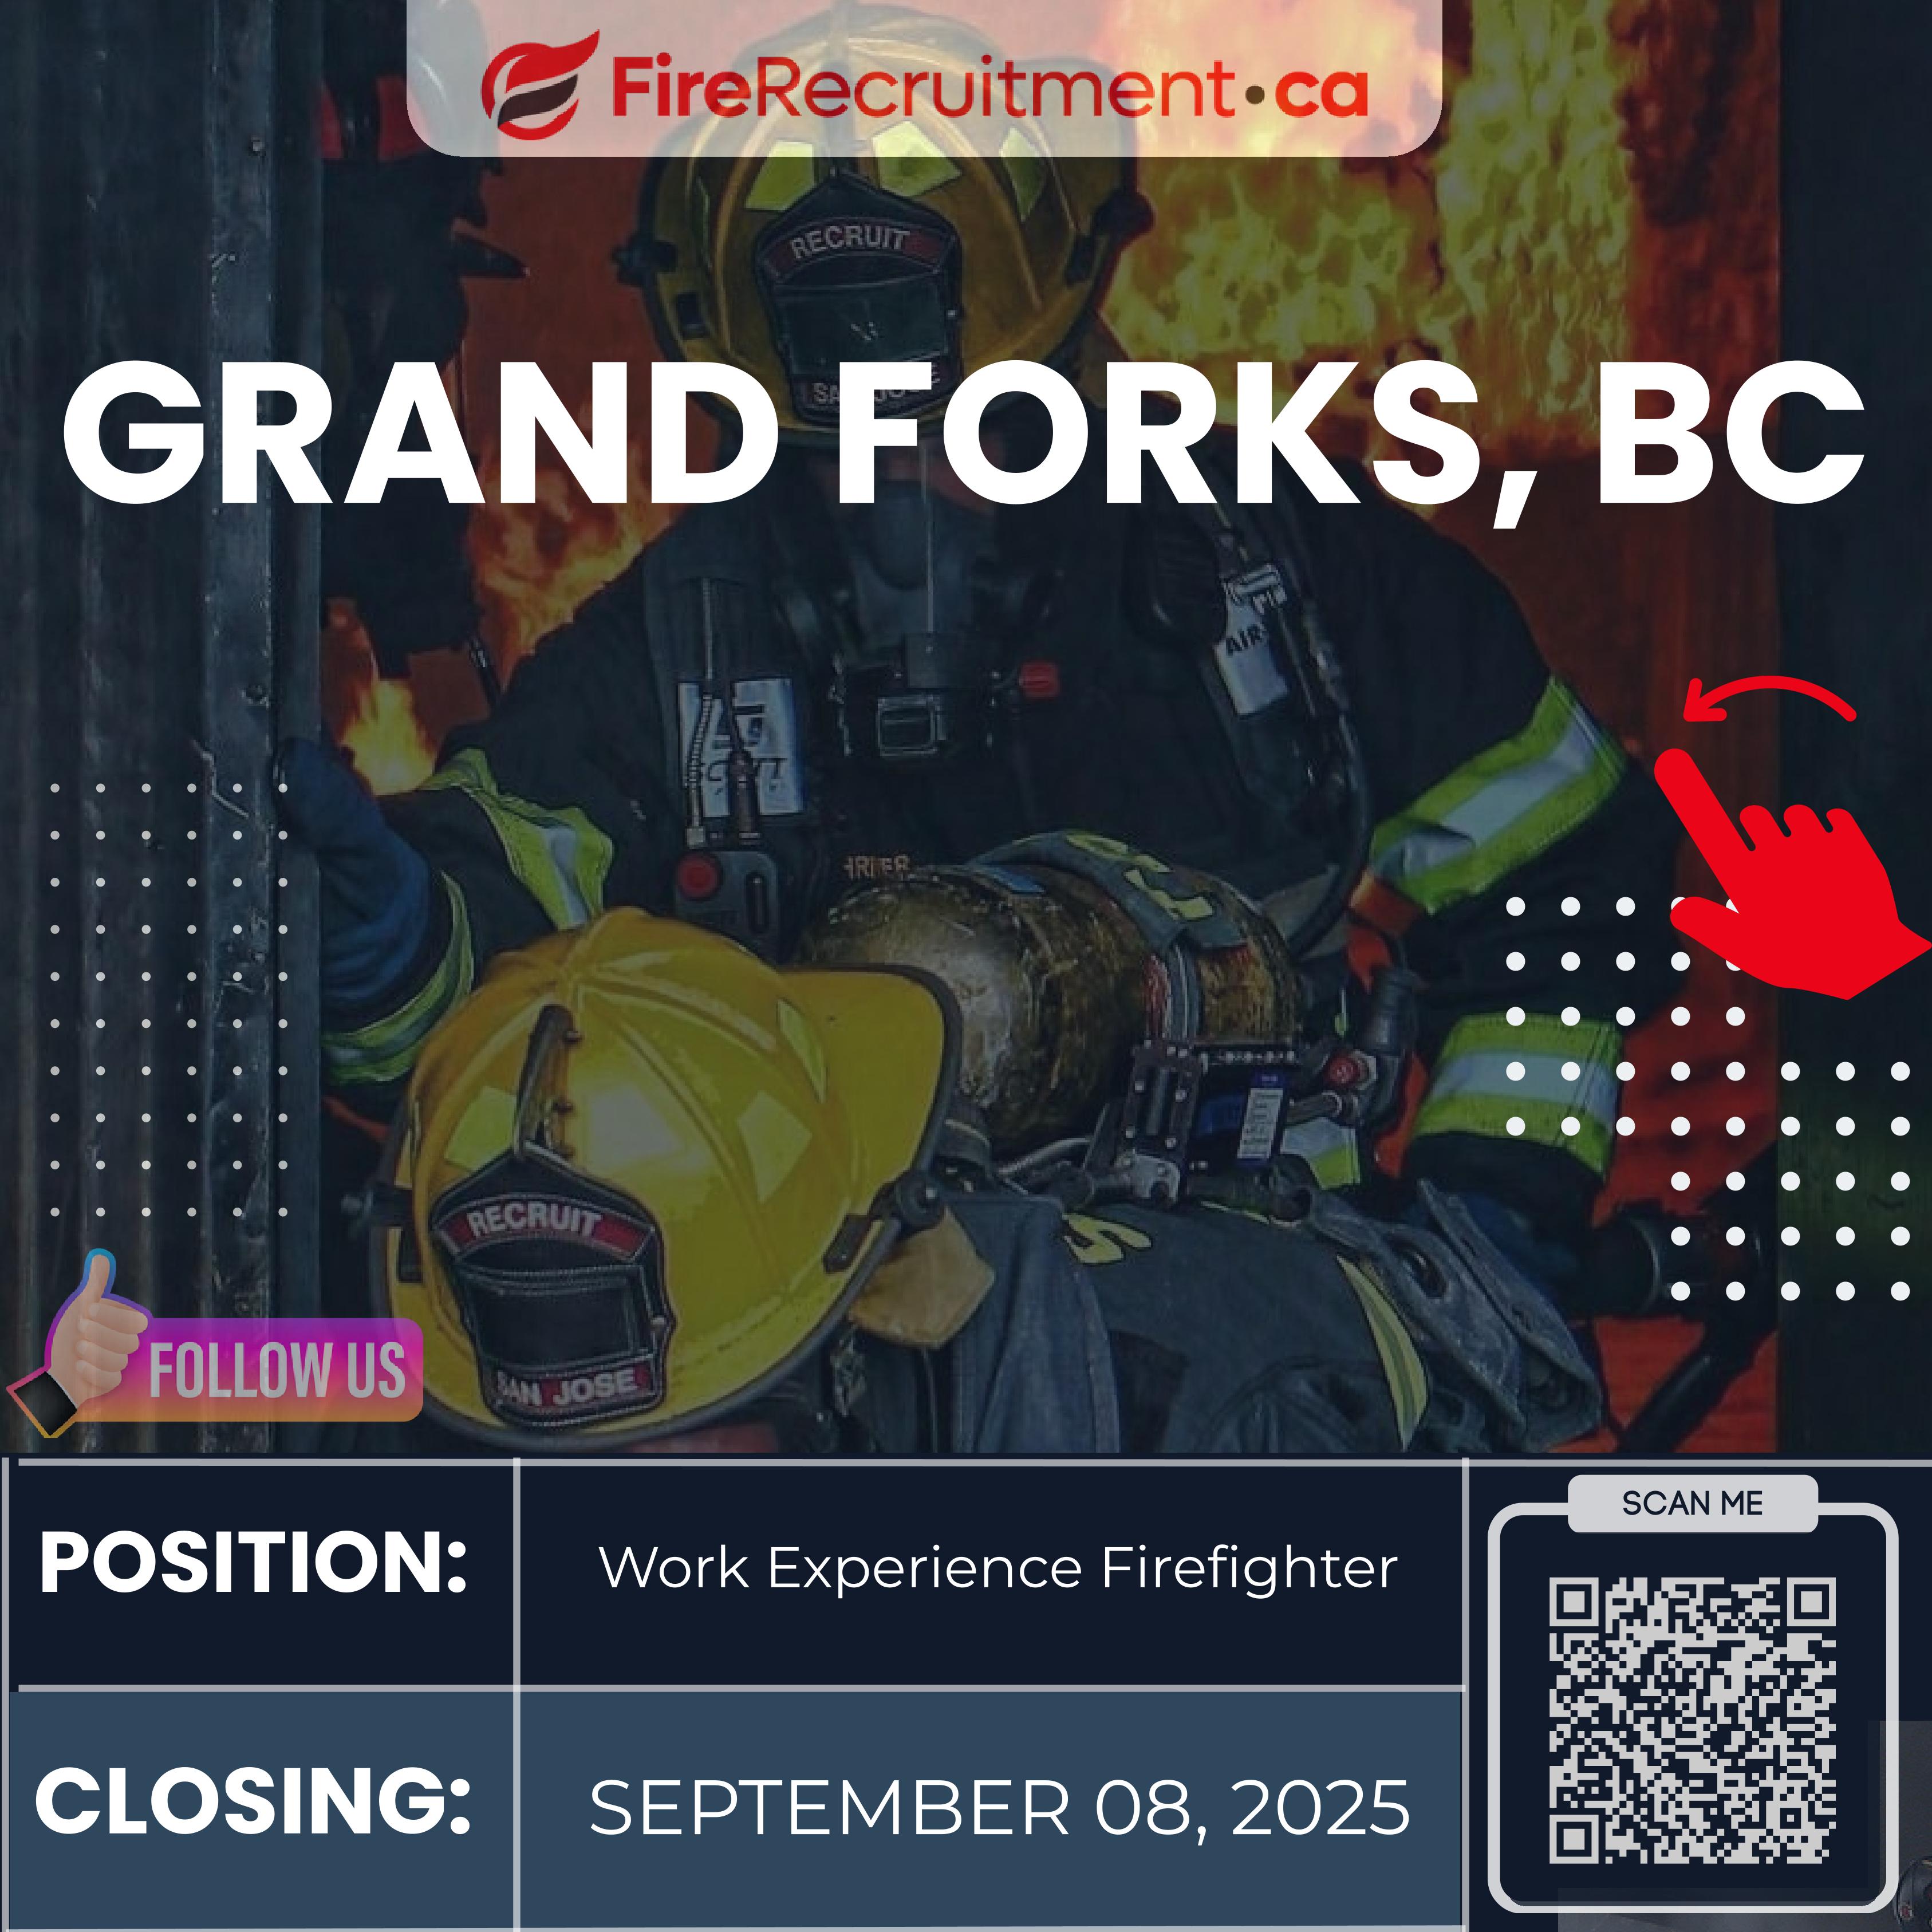 FireRecruitment•ca
RECRUIT
GRAND FORKS, BC
AIR
RECRUIT
SAN JOSE
FOLLOW US
POSITION:
Work Experience Firefighter
SCAN ME
CLOSING:
SEPTEMBER 08, 2025